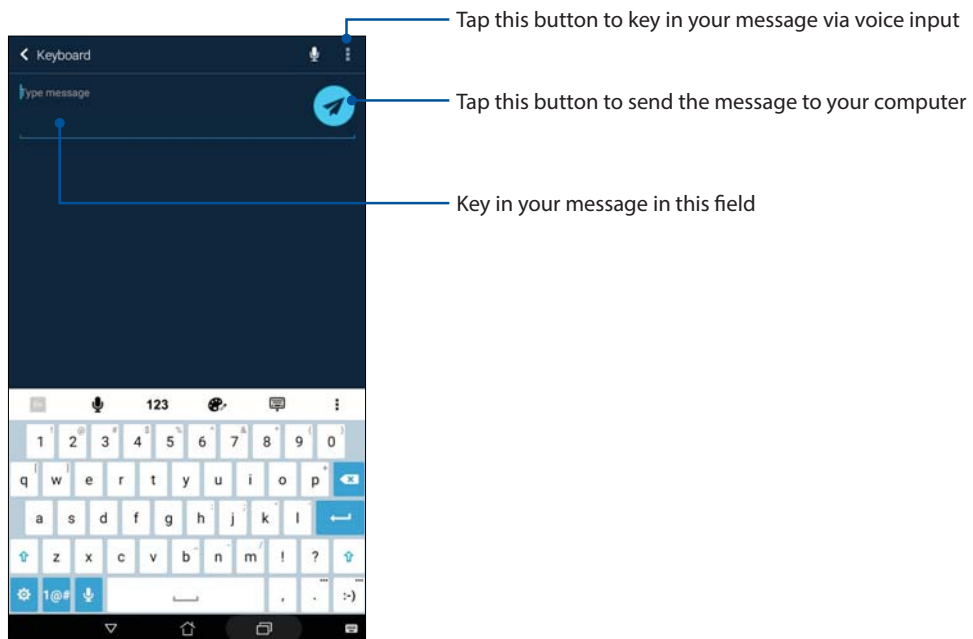 Tap this button to key in your message via voice input
Keyboard
Type message
Tap this button to send the message to your computer
Key in your message in this field
123
1 ! 2 @ 3 # 4 $ 5 % 6 7 & 8 * 9 ( 0 )
q [ w ] e r t y u i o p +
a s d f g h : j ; k l
z x c v b n m / ! ?
1@# , . ... :-) ...